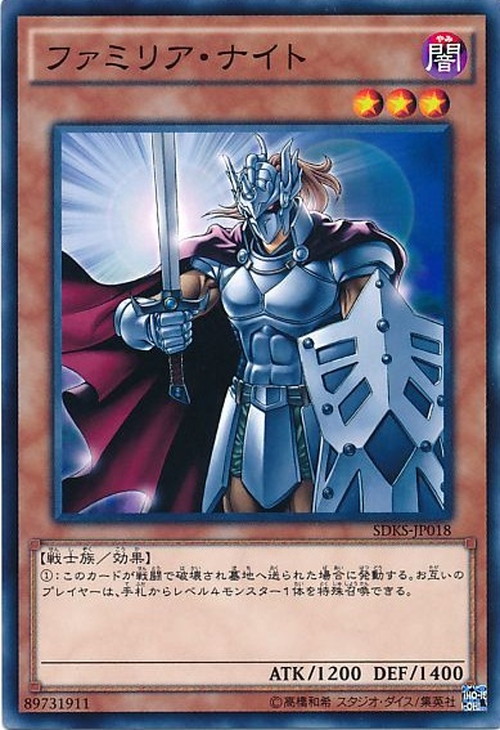 ファミリア・ナイト
闇
SDKS-JP018
【戦士族/効果】
①:このカードが戦闘で破壊され墓地へ送られた場合に発動する。お互いの
プレイヤーは、手札からレベル4モンスター1体を特殊召喚できる。
ATK/1200 DEF/1400
89731911
©高橋和希 スタジオ・ダイス/集英社